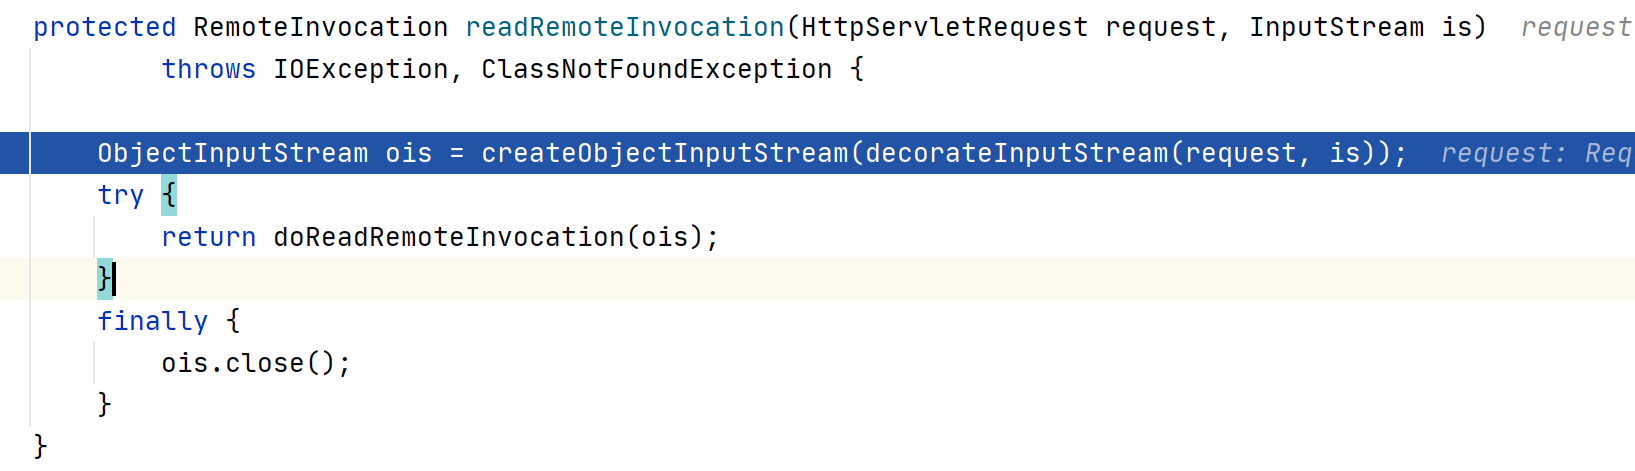 protected RemoteInvocation readRemoteInvocation(HttpServletRequest request, InputStream is)  request
        throws IOException, ClassNotFoundException {
    ObjectInputStream ois = createObjectInputStream(decorateInputStream(request, is));  request: Req
    try {
        return doReadRemoteInvocation(ois);
    }
    finally {
        ois.close();
    }
}